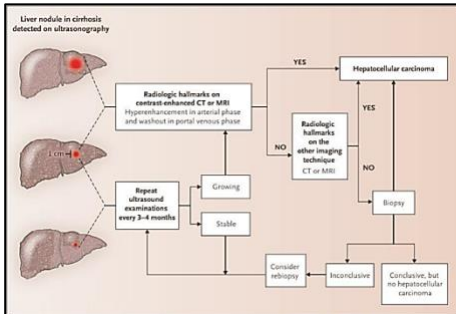 Liver nodule in cirrhosis
detected on ultrasonography
1 cm
Radiologic hallmarks on
contrast-enhanced CT or MRI
Hyperenhancement in arterial phase
and washout in portal venous phase
YES
NO
Hepatocellular carcinoma
Radiologic
hallmarks on
the other imaging
technique
CT or MRI
YES
NO
Repeat
ultrasound
examinations
every 3–4 months
Growing
Stable
Biopsy
Consider
rebiopsy
Inconclusive
Conclusive, but
no hepatocellular
carcinoma